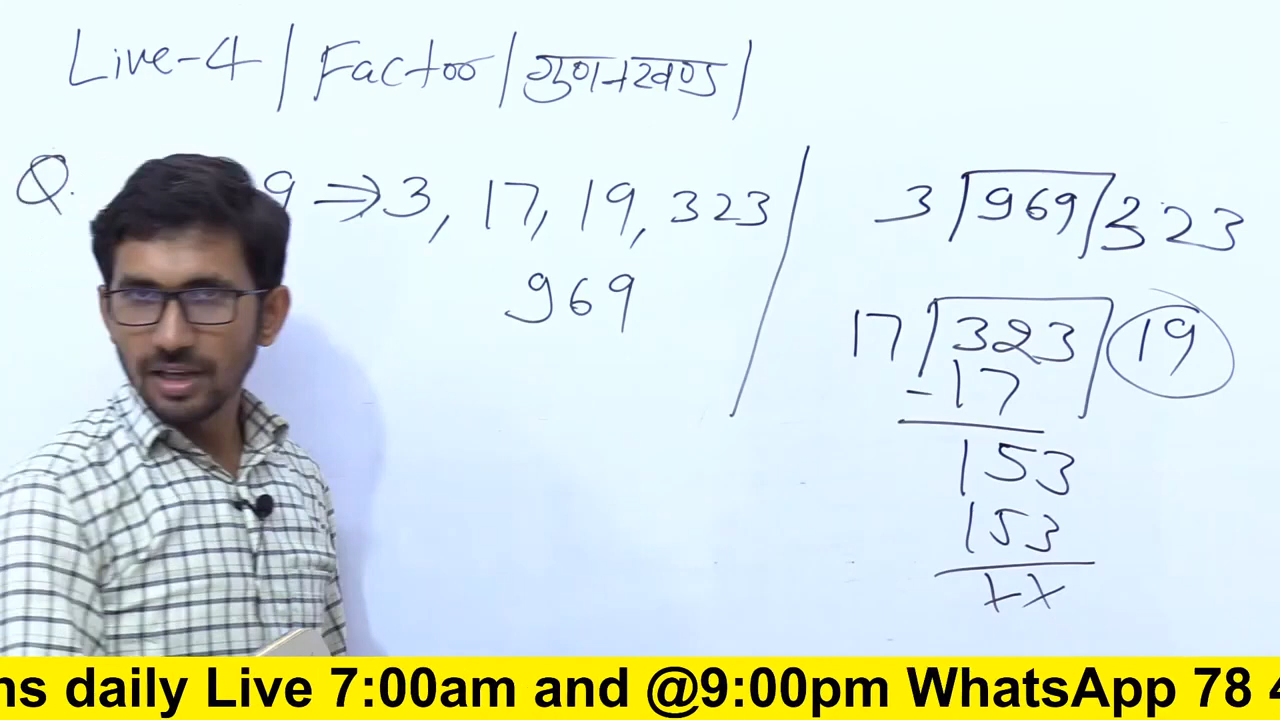 Live-4 | Factor | गुणनखण्ड |
Q. 9 ⇒ 3, 17, 19, 323
969
3 | 969 | 323
17 | 323 | 19
-17
153
153
××
ns daily Live 7:00am and @9:00pm WhatsApp 78 4